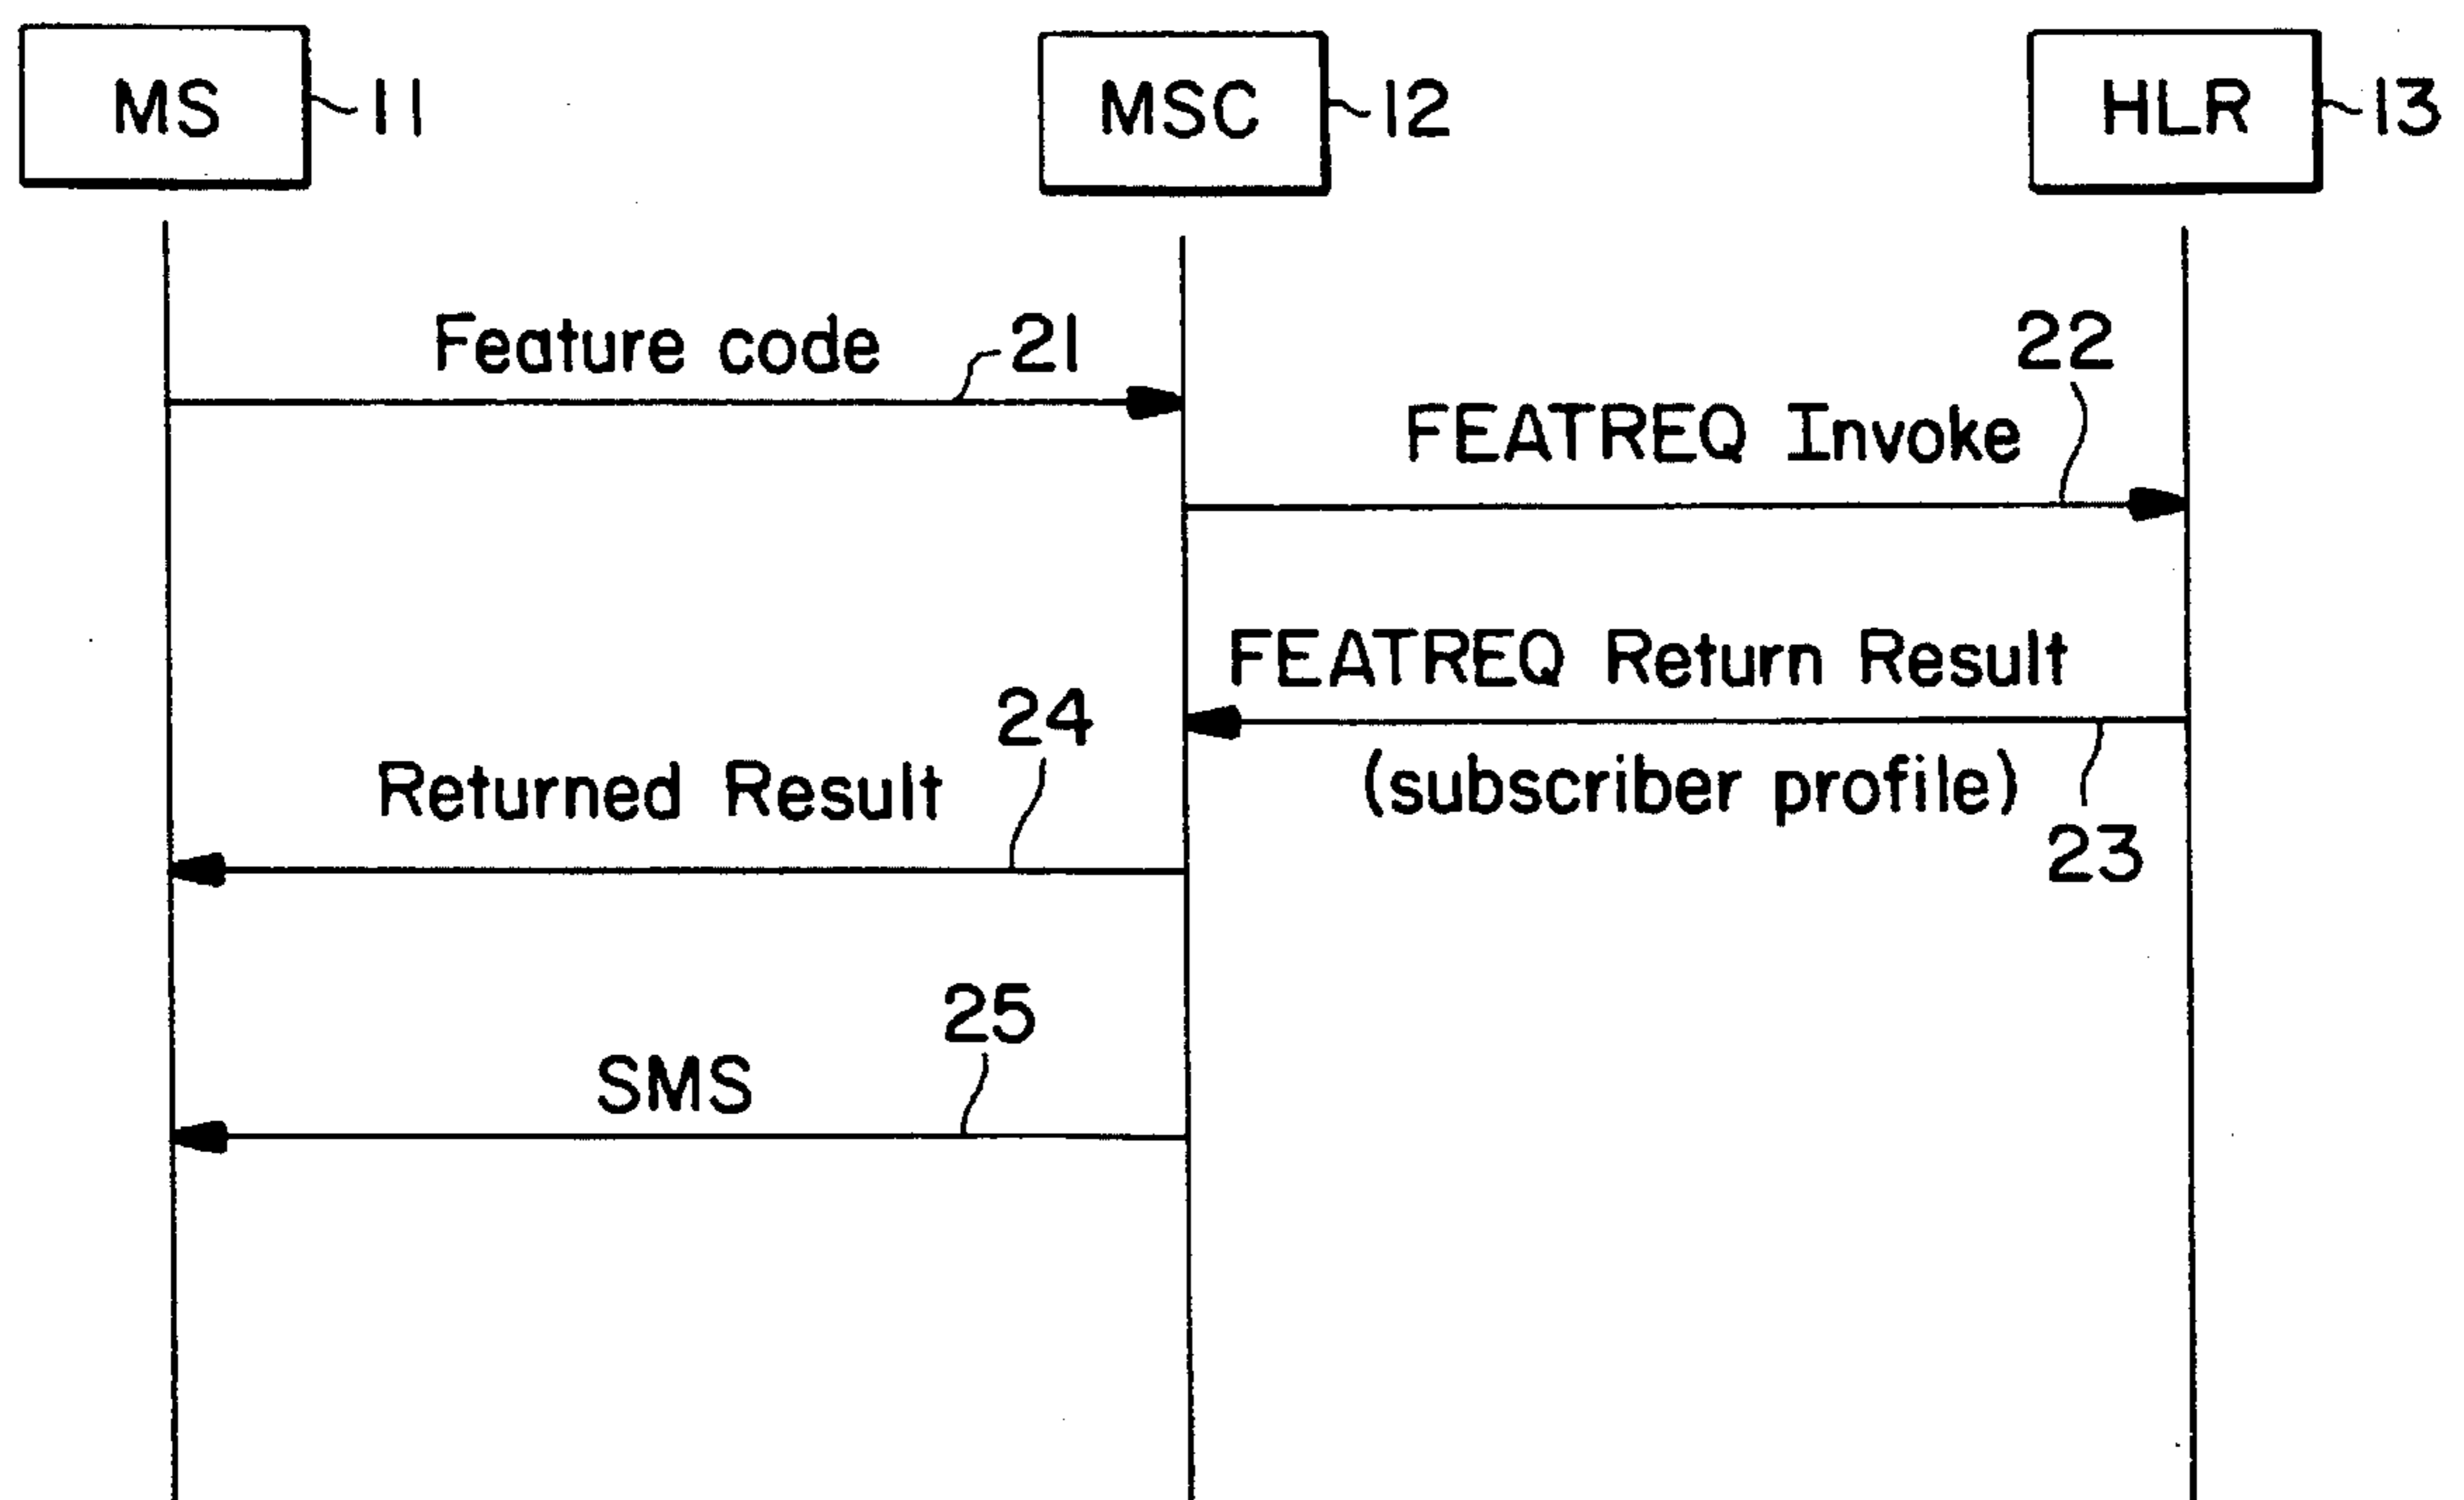 MS 11
MSC 12
HLR 13
Feature code 21
22
FEATREQ Invoke
FEATREQ Return Result
24
Returned Result
(subscriber profile)
23
25
SMS